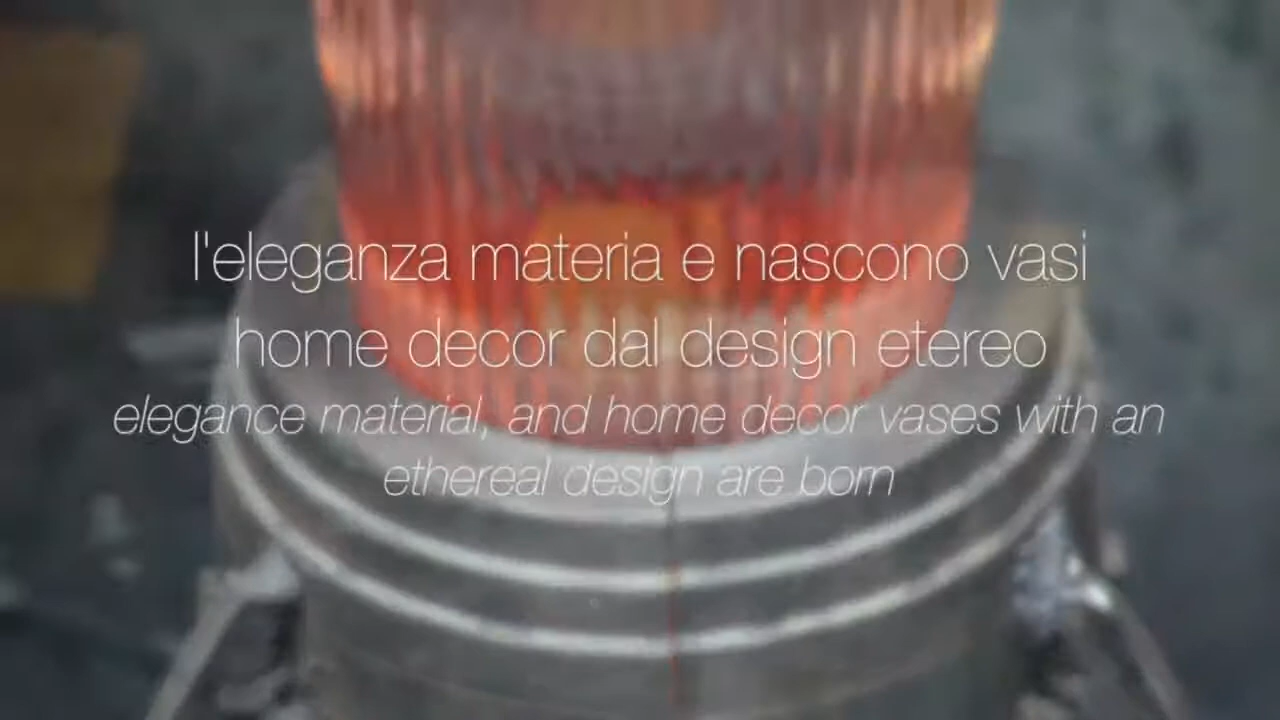 l'eleganza materia e nascono vasi
home decor dal design etereo
elegance material, and home decor vases with an
ethereal design are born